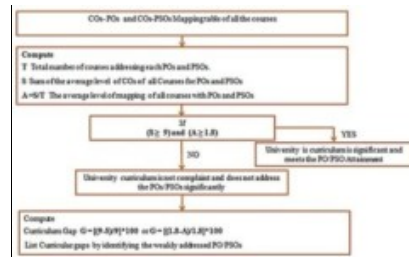 COs- POs and COs-PSOs Mapping table of all the courses
Compute
T Total number of courses addressing each POs and PSOs.
S Sum of the average level of COs of all Courses for POs and PSOs
A=S/T The average level of mapping of all courses with POs and PSOs
If
(S ≥ 9) and (A ≥ 1.8)
YES
NO
University is curriculum is significant and
meets the PO/PSO Attainment
University curriculum is not complaint and does not address
the POs/PSOs significantly
Compute
Curriculum Gap G = [(9-S)/9]*100 or G = [(1.8-A)/1.8]*100
List Curricular gaps by identifying the weakly addressed PO/PSOs